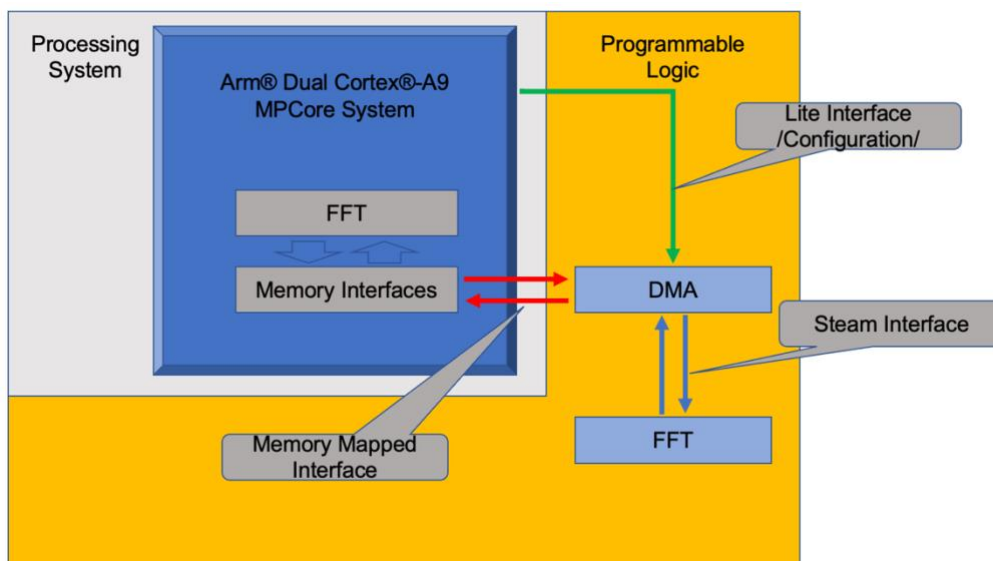 Processing
System
Arm® Dual Cortex®-A9
MPCore System
Programmable
Logic
Lite Interface
/Configuration/
FFT
Memory Interfaces
DMA
Steam Interface
Memory Mapped
Interface
FFT